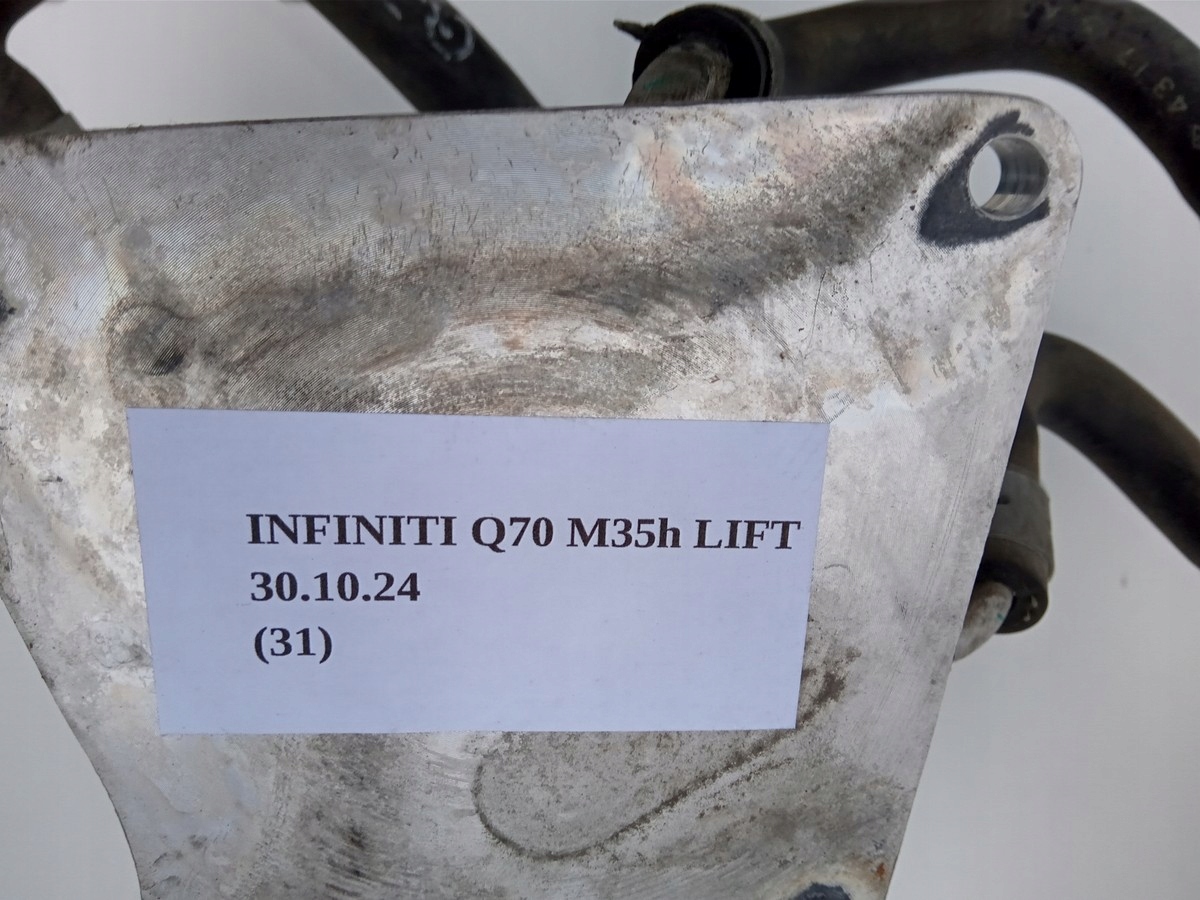 INFINITI Q70 M35h LIFT
30.10.24
(31)